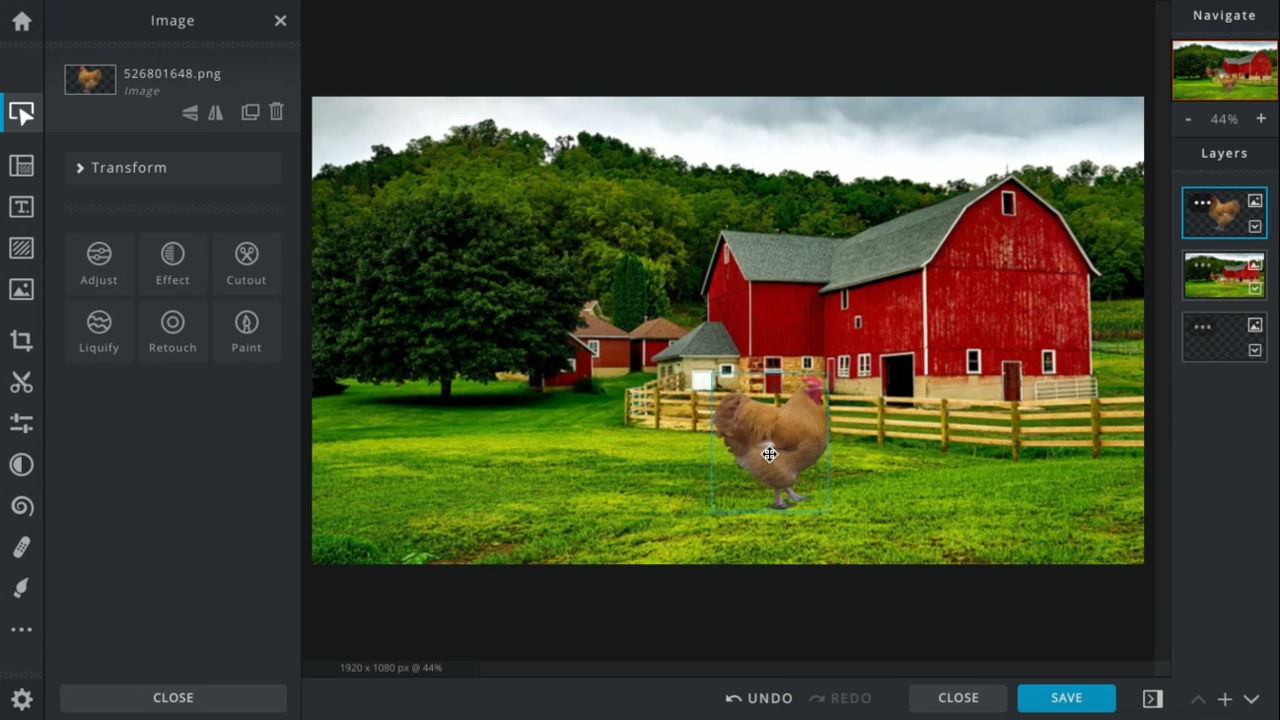 Image
526801648.png
Image
Transform
Adjust
Effect
Cutout
Liquify
Retouch
Paint
CLOSE
1920 x 1080 px @ 44%
UNDO
REDO
CLOSE
SAVE
Navigate
- 44% +
Layers